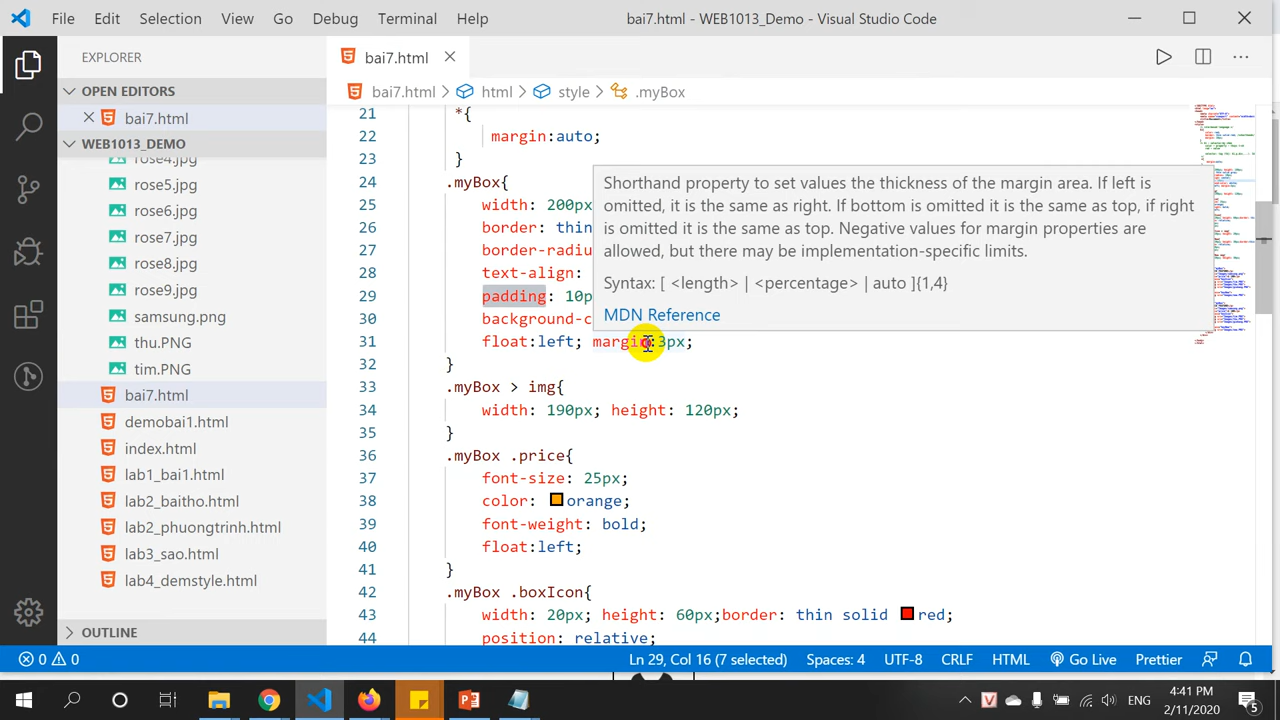 File Edit Selection View Go Debug Terminal Help
bai7.html - WEB1013_Demo - Visual Studio Code
EXPLORER
OPEN EDITORS
bai7.html
WEB1013_DEMO
rose4.jpg
rose5.jpg
rose6.jpg
rose7.jpg
rose8.jpg
rose9.jpg
samsung.png
thu.PNG
tim.PNG
bai7.html
demobai1.html
index.html
lab1_bai1.html
lab2_baitho.html
lab2_phuongtrinh.html
lab3_sao.html
lab4_demstyle.html
OUTLINE
bai7.html
bai7.html > html > style > .myBox
21 *{
22 margin:auto;
23 }
24 .myBox{
25 width: 200px
26 border: thin
27 border-radiu
28 text-align:
29 padding: 10p
30 background-c
31 float:left; margin:3px;
32 }
33 .myBox > img{
34 width: 190px; height: 120px;
35 }
36 .myBox .price{
37 font-size: 25px;
38 color: orange;
39 font-weight: bold;
40 float:left;
41 }
42 .myBox .boxIcon{
43 width: 20px; height: 60px;border: thin solid red;
44 position: relative;
Shorthand property to set values the thickness of the margin area. If left is
omitted, it is the same as right. If bottom is omitted it is the same as top, if right
is omitted it is the same as top. Negative values for margin properties are
allowed, but there may be implementation-specific limits.
Syntax: [ <length> | <percentage> | auto ]{1,4}
MDN Reference
0 0 Ln 29, Col 16 (7 selected) Spaces: 4 UTF-8 CRLF HTML Go Live Prettier
ENG
4:41 PM
2/11/2020
5